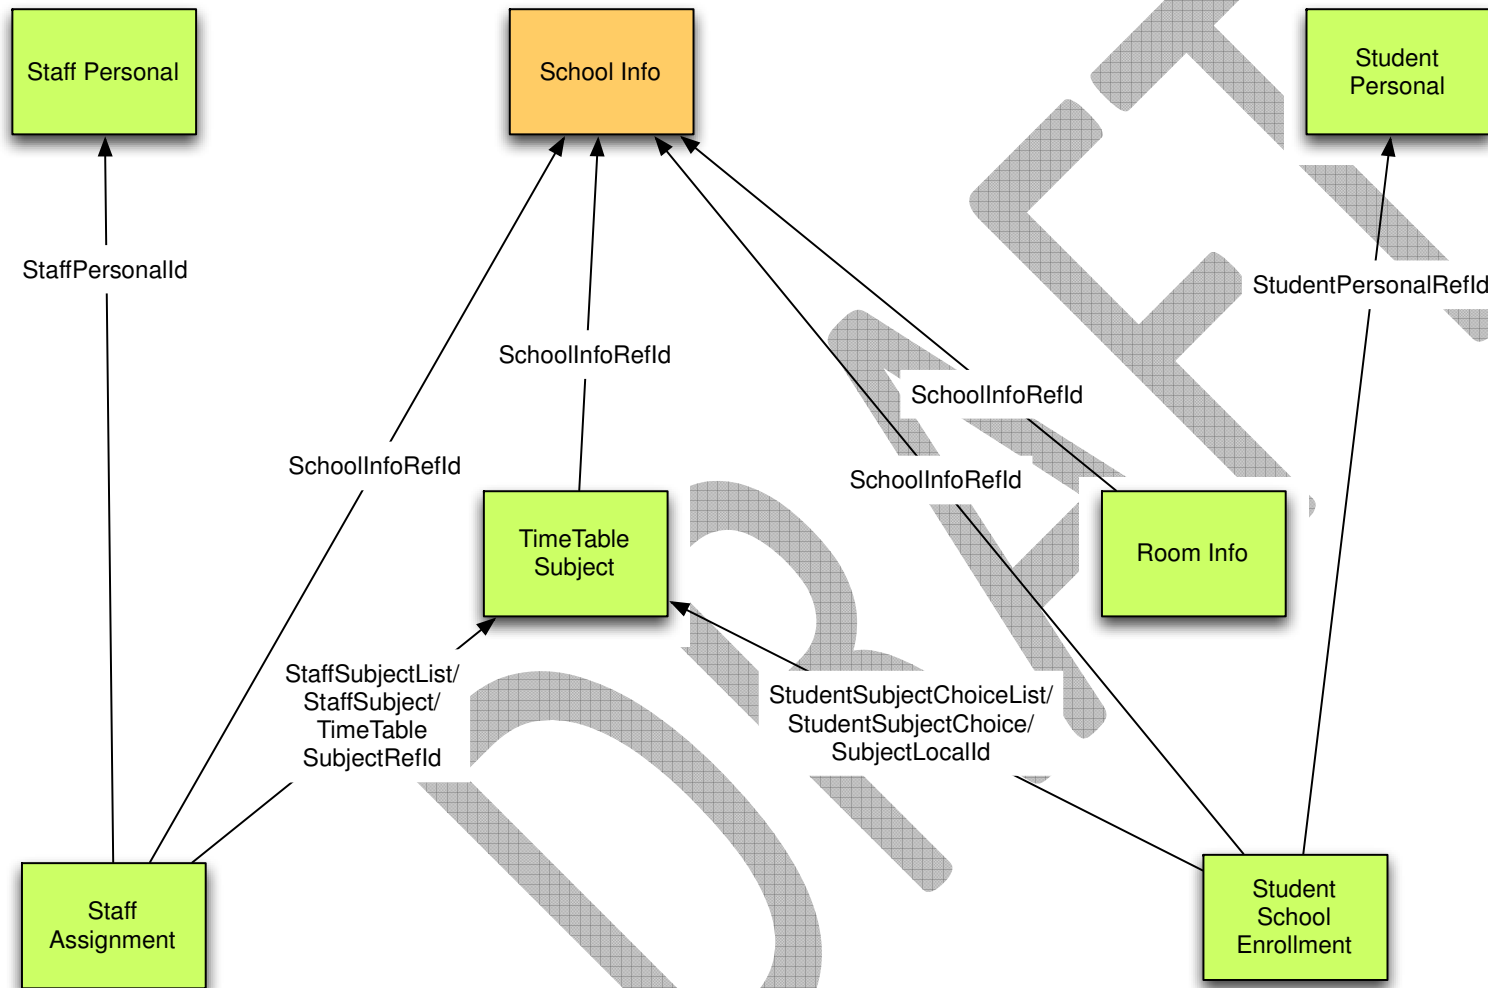 Staff Personal
School Info
Student
Personal
StaffPersonalId
StudentPersonalRefId
SchoolInfoRefId
SchoolInfoRefId
SchoolInfoRefId
SchoolInfoRefId
TimeTable
Subject
Room Info
StaffSubjectList/
StaffSubject/
TimeTable
SubjectRefId
StudentSubjectChoiceList/
StudentSubjectChoice/
SubjectLocalId
Staff
Assignment
Student
School
Enrollment
DRAFT